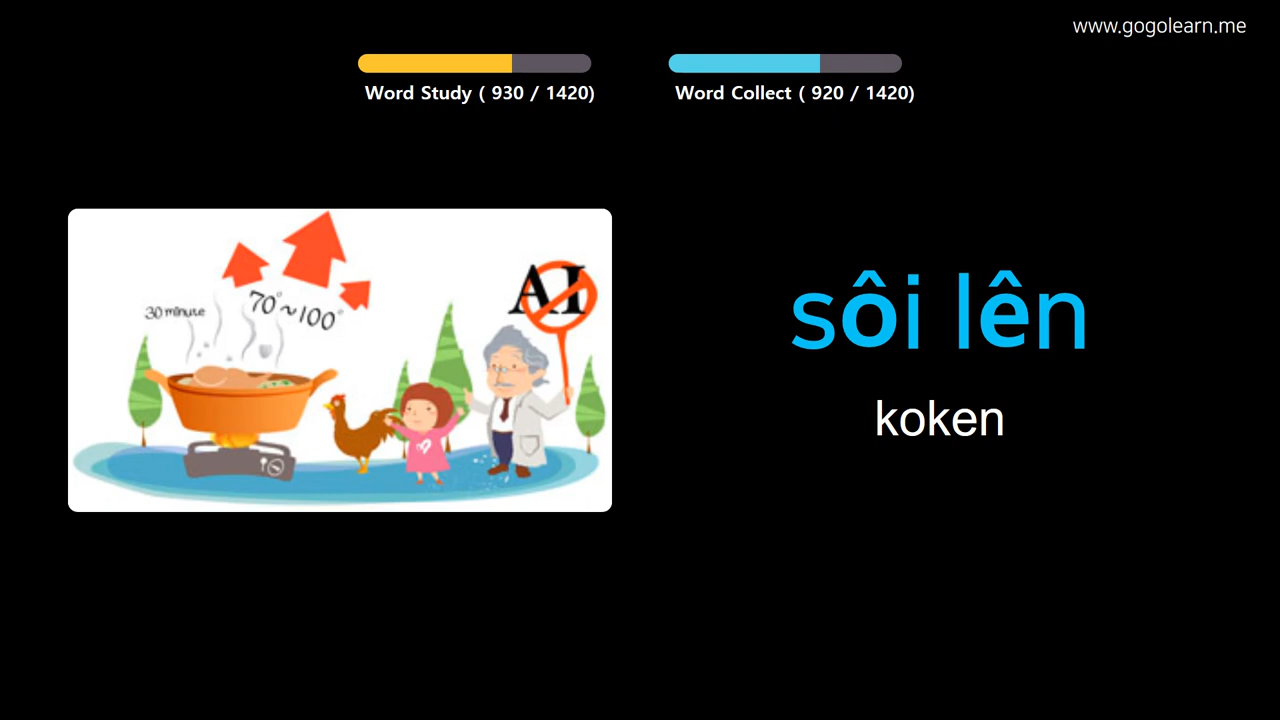 www.gogolearn.me
Word Study ( 930 / 1420)
Word Collect ( 920 / 1420)
30 minute
70°~100°
AI
sôi lên
koken